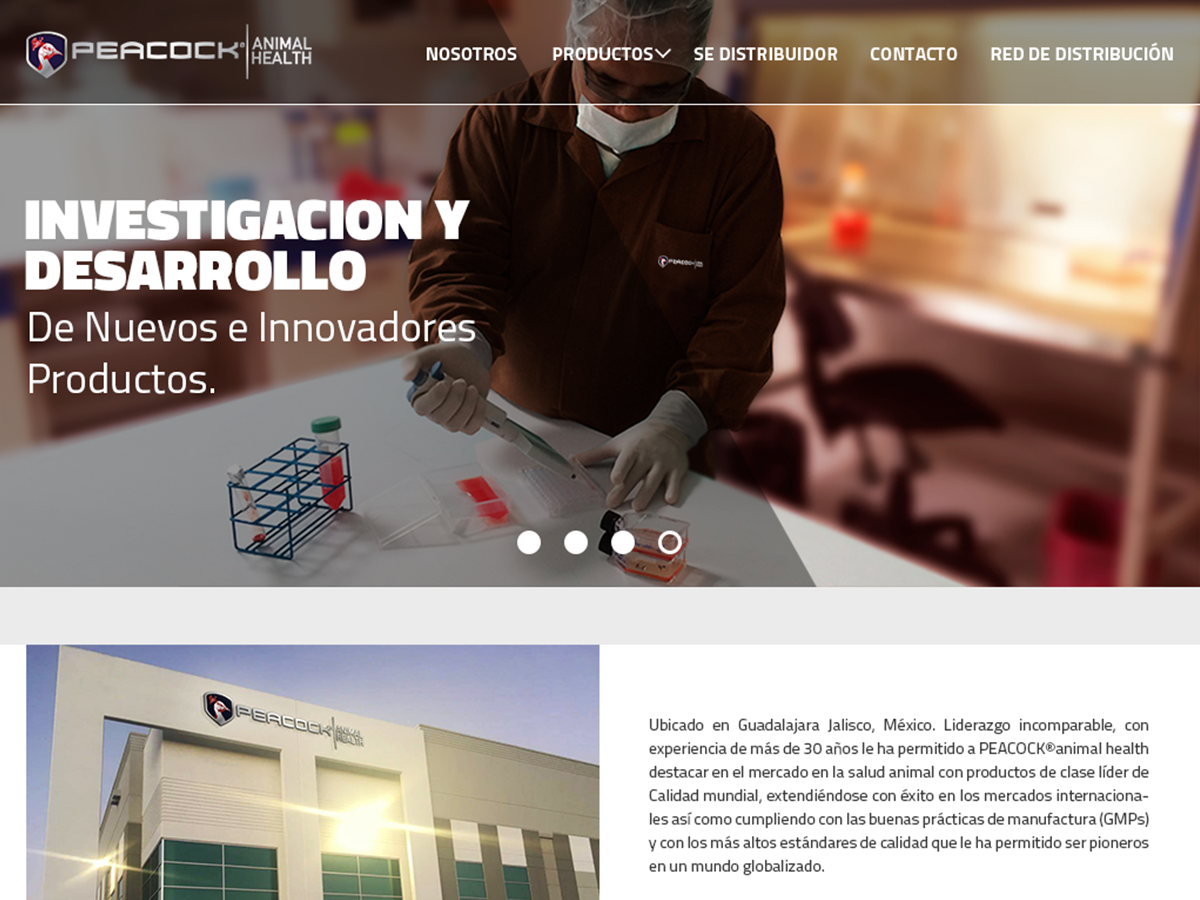 PEACOCK® ANIMAL HEALTH
NOSOTROS
PRODUCTOS
SE DISTRIBUIDOR
CONTACTO
RED DE DISTRIBUCIÓN
INVESTIGACION Y
DESARROLLO
De Nuevos e Innovadores
Productos.
PEACOCK
PEACOCK ANIMAL HEALTH
Ubicado en Guadalajara Jalisco, México. Liderazgo incomparable, con
experiencia de más de 30 años le ha permitido a PEACOCK®animal health
destacar en el mercado en la salud animal con productos de clase líder de
Calidad mundial, extendiéndose con éxito en los mercados internaciona-
les así como cumpliendo con las buenas prácticas de manufactura (GMPs)
y con los más altos estándares de calidad que le ha permitido ser pioneros
en un mundo globalizado.